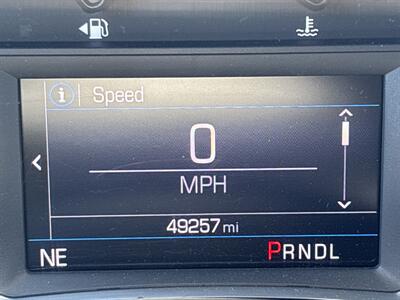 i Speed
0
MPH
49257 mi
NE PRNDL